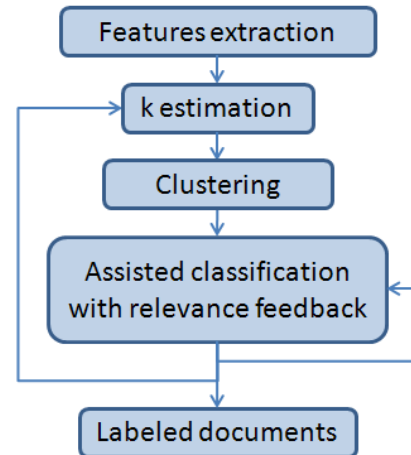 Features extraction
k estimation
Clustering
Assisted classification
with relevance feedback
Labeled documents